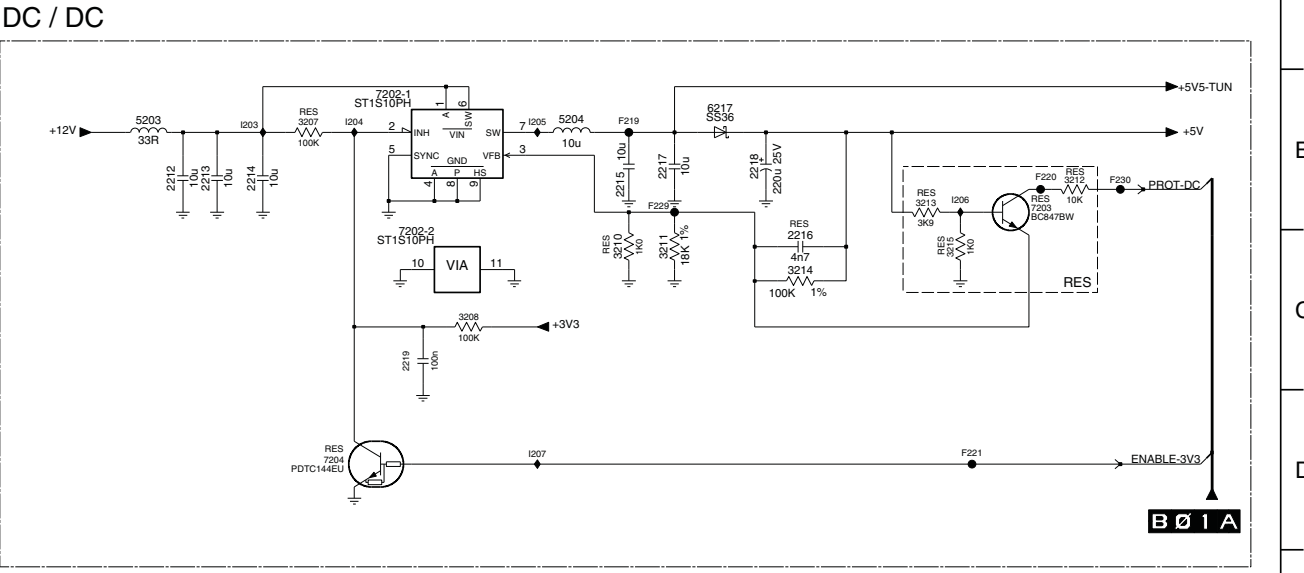 DC / DC
+12V
5203
33R
2212
10u
2213
10u
2214
10u
I203
RES
3207
100K
I204
7202-1
ST1S10PH
1
6
A
SW
VIN
2
INH
SW
7
5
SYNC
VFB
3
GND
A
P
HS
4
8
9
I205
5204
10u
F219
2215
10u
2217
10u
6217
SS36
2218
220u 25V
+
+5V5-TUN
+5V
F229
RES
3210
1K0
3211
18K 1%
RES
2216
4n7
3214
100K
1%
RES
3213
3K9
I206
RES
3215
1K0
F220
RES
3212
10K
F230
PROT-DC
RES
7203
BC847BW
RES
7202-2
ST1S10PH
10
VIA
11
3208
100K
+3V3
2219
100n
RES
7204
PDTC144EU
I207
F221
ENABLE-3V3
BØ1A